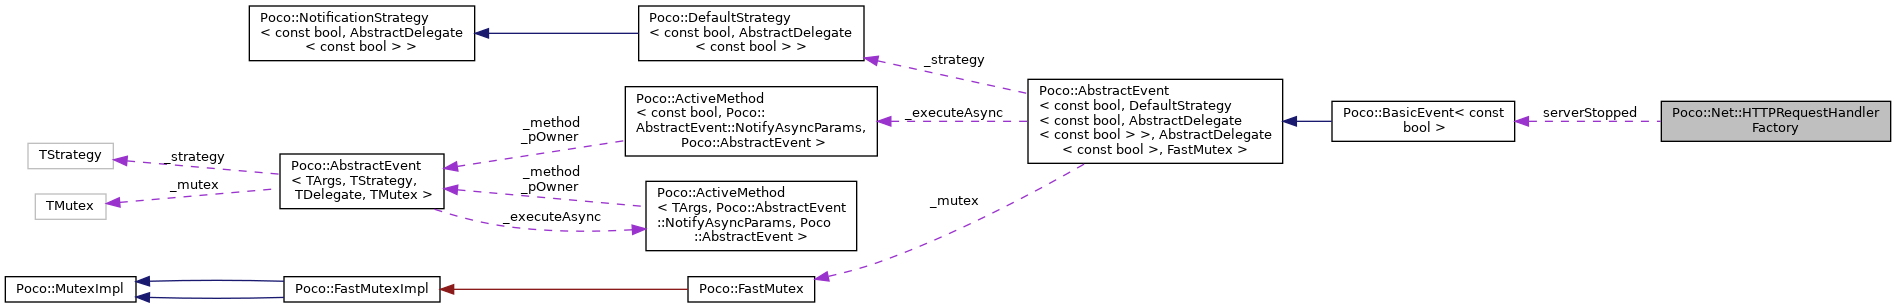 Poco::NotificationStrategy
< const bool, AbstractDelegate
< const bool > >
Poco::DefaultStrategy
< const bool, AbstractDelegate
< const bool > >
_strategy
Poco::ActiveMethod
< const bool, Poco::
AbstractEvent::NotifyAsyncParams,
Poco::AbstractEvent >
_executeAsync
Poco::AbstractEvent
< const bool, DefaultStrategy
< const bool, AbstractDelegate
< const bool > >, AbstractDelegate
< const bool >, FastMutex >
Poco::BasicEvent< const
bool >
serverStopped
Poco::Net::HTTPRequestHandler
Factory
_method
_pOwner
TStrategy
_strategy
Poco::AbstractEvent
< TArgs, TStrategy,
TDelegate, TMutex >
_method
_pOwner
TMutex
_mutex
_executeAsync
Poco::ActiveMethod
< TArgs, Poco::AbstractEvent
::NotifyAsyncParams, Poco
::AbstractEvent >
_mutex
Poco::MutexImpl
Poco::FastMutexImpl
Poco::FastMutex